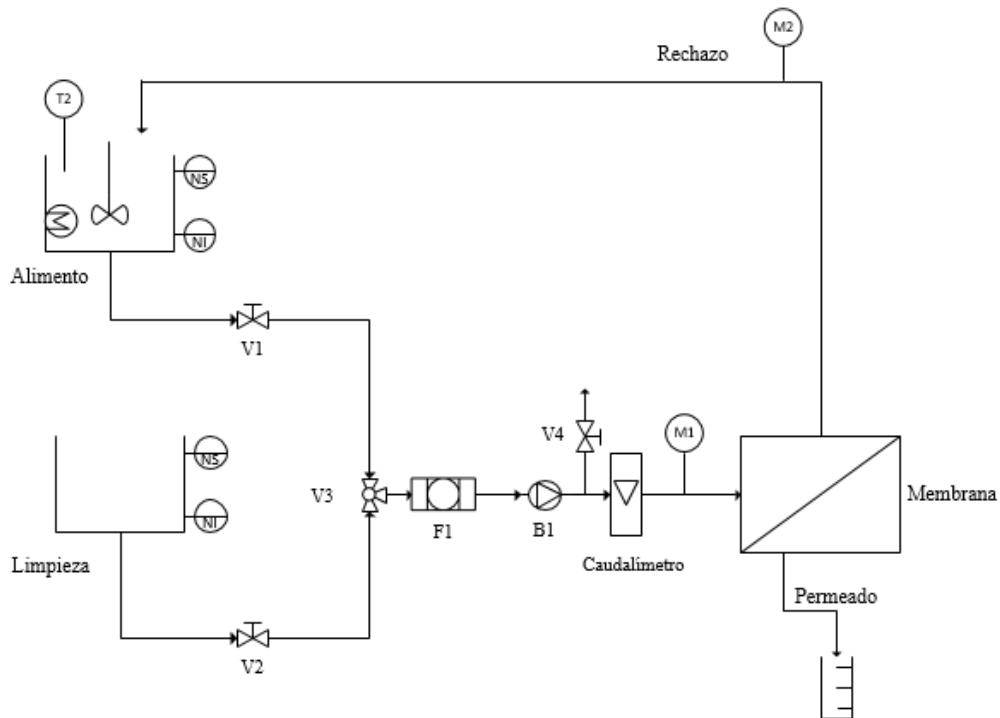 M2
Rechazo
T2
NS
NI
Alimento
V1
V4
M1
NS
V3
Membrana
NI
F1
B1
Limpieza
Caudalímetro
Permeado
V2